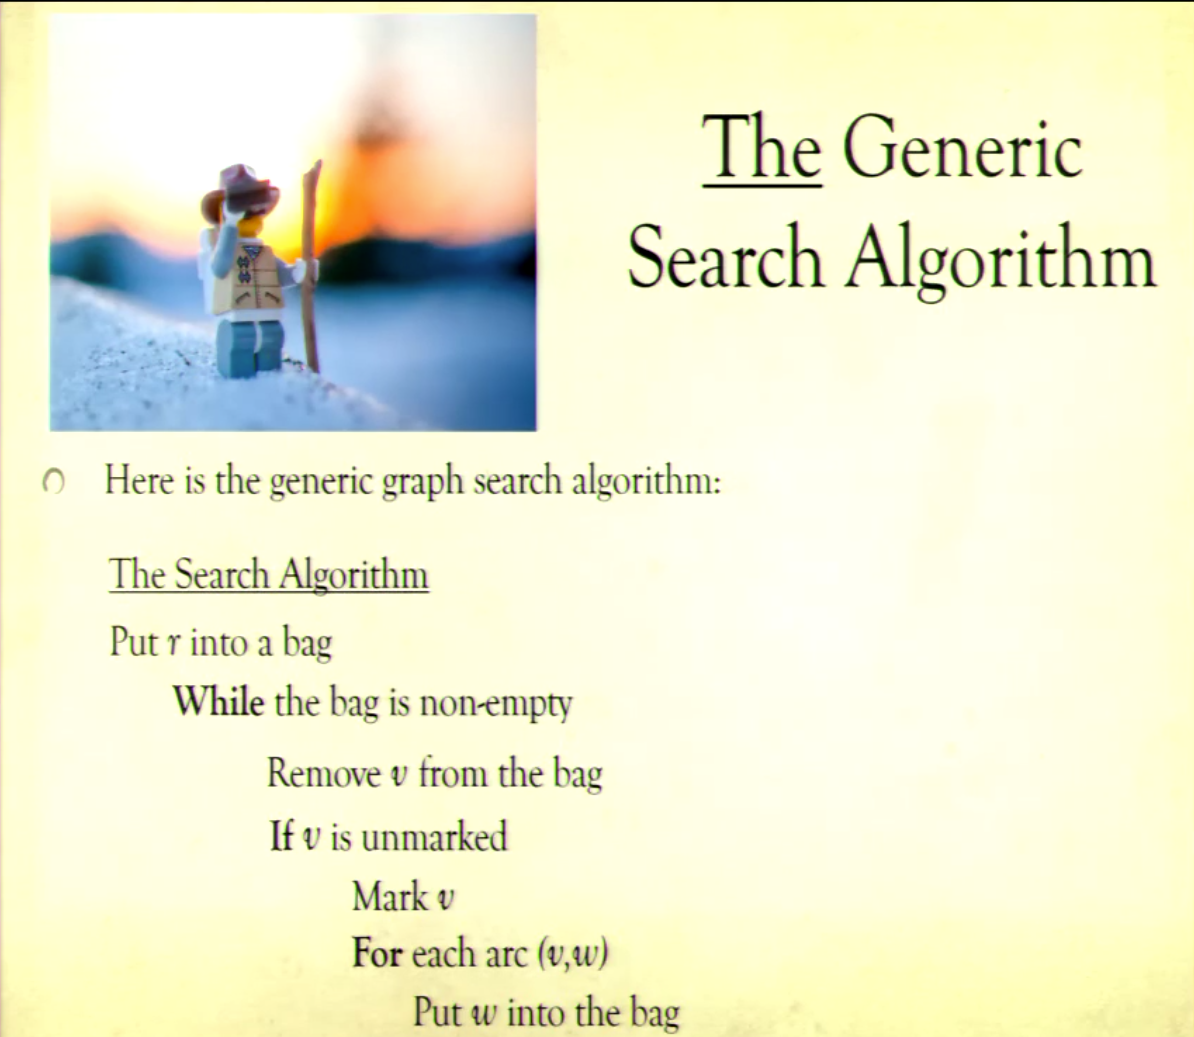 The Generic
Search Algorithm
Here is the generic graph search algorithm:
The Search Algorithm
Put r into a bag
While the bag is non-empty
Remove v from the bag
If v is unmarked
Mark v
For each arc (v,w)
Put w into the bag